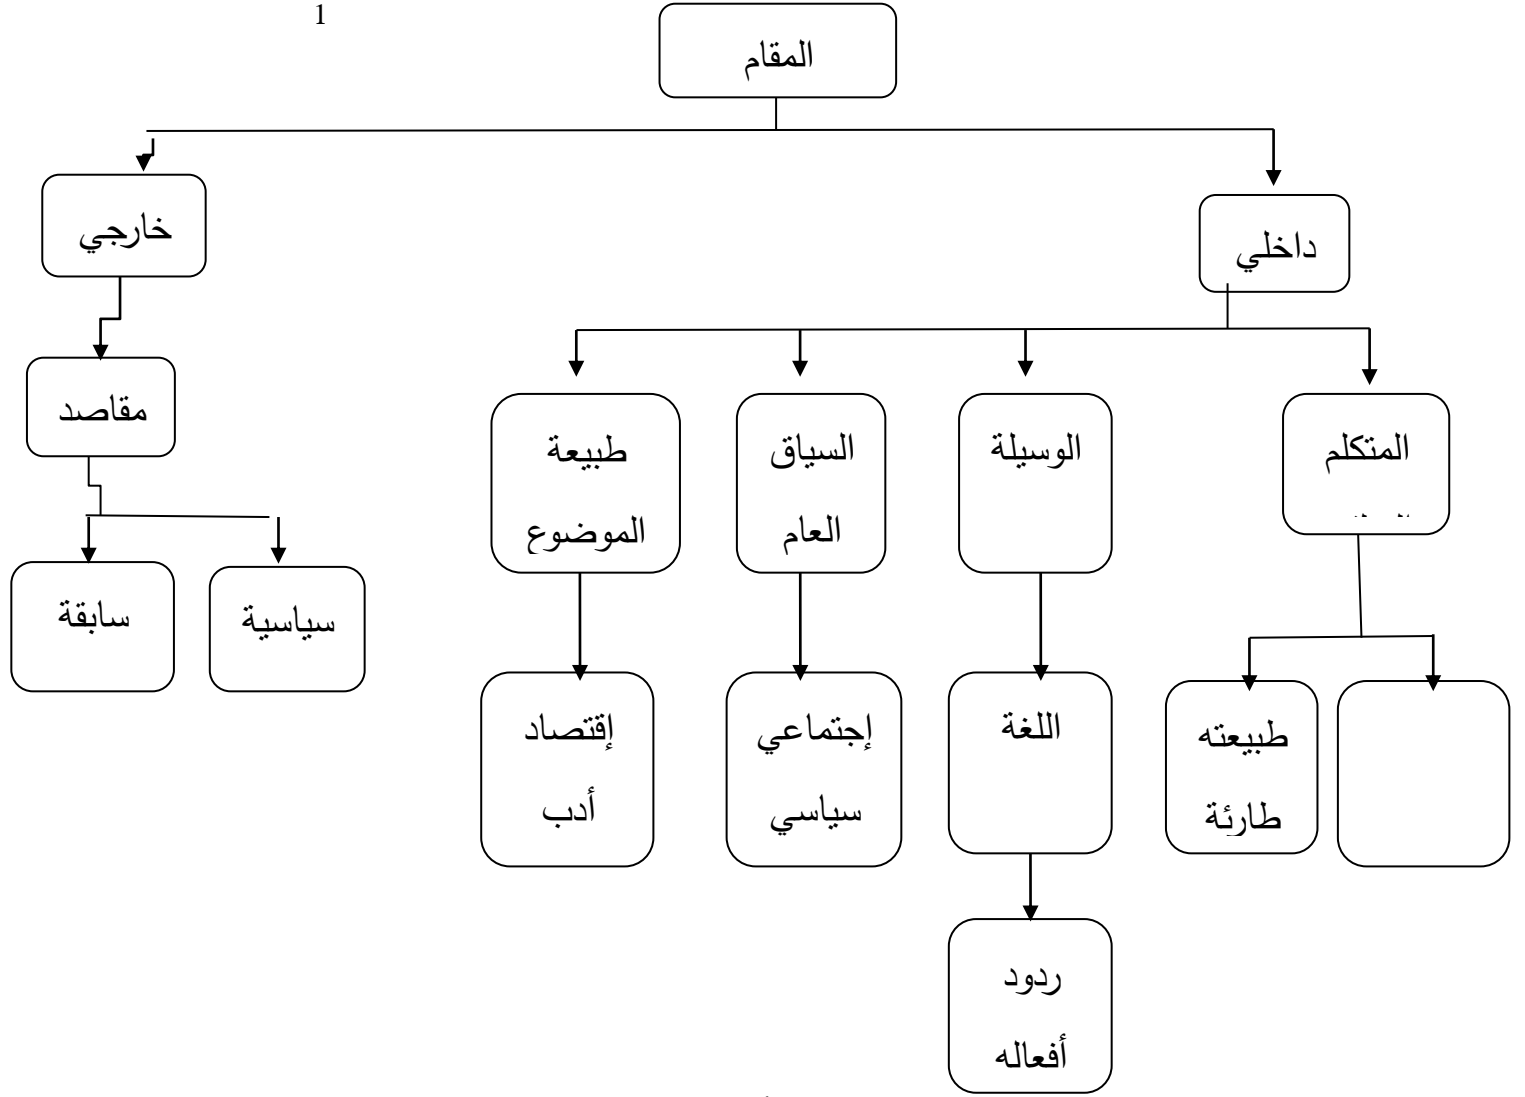 1
المقام
خارجي
داخلي
مقاصد
المتكلم
الوسيلة
السياق
العام
طبيعة
الموضوع
سياسية
سابقة
طبيعته
طارئة
اللغة
إجتماعي
سياسي
إقتصاد
أدب
ردود
أفعاله